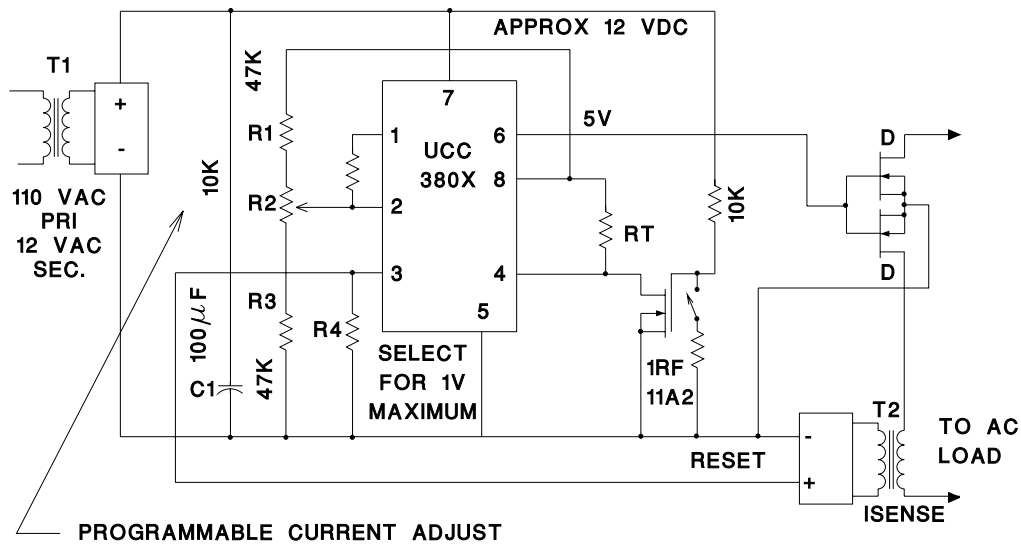 APPROX 12 VDC
T1
+
-
110 VAC
PRI
12 VAC
SEC.
47K
R1
10K
R2
R3
100μF
C1
47K
R4
7
1
2
3
UCC
380X
6
8
4
5
5V
RT
10K
SELECT
FOR 1V
MAXIMUM
1RF
11A2
D
D
RESET
-
+
T2
TO AC
LOAD
ISENSE
PROGRAMMABLE CURRENT ADJUST